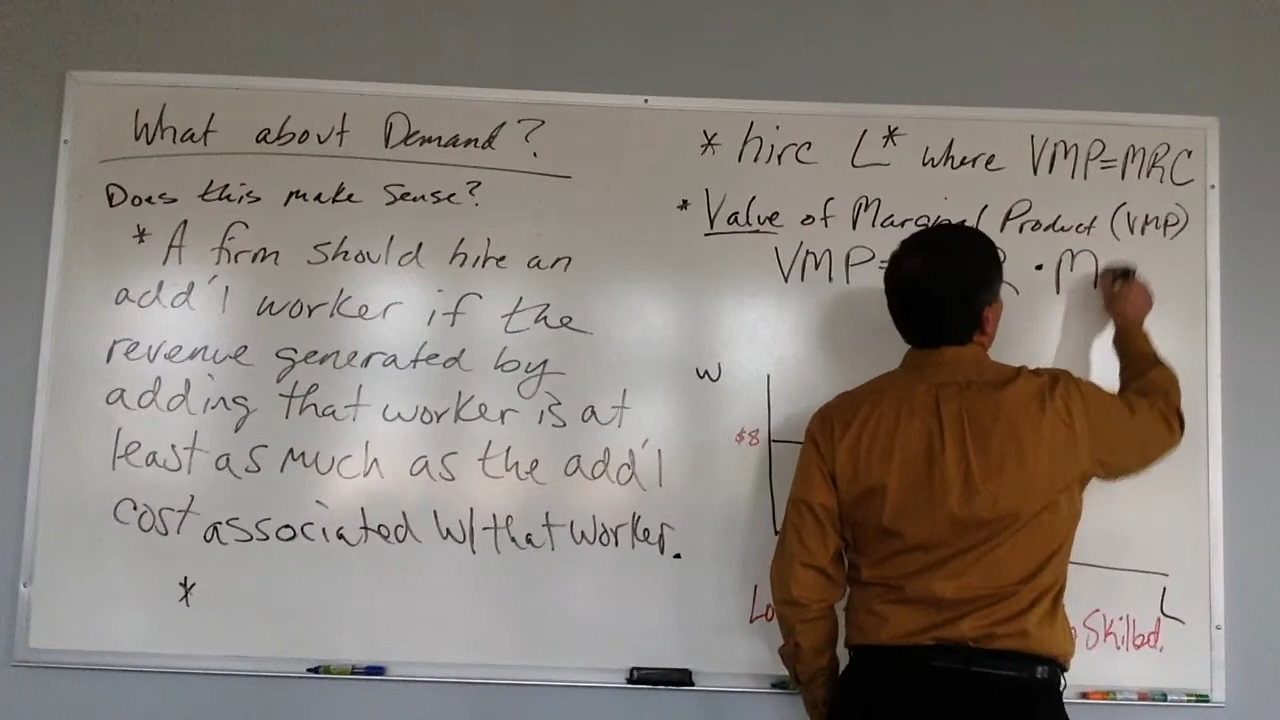 What about Demand?
Does this make sense?
* A firm should hire an
add'l worker if the
revenue generated by
adding that worker is at
least as much as the add'l
cost associated w/ that worker.
*
* hire L* where VMP=MRC
* Value of Marginal Product (VMP)
VMP= R · M
W
$8
L
Lo
Skilled.